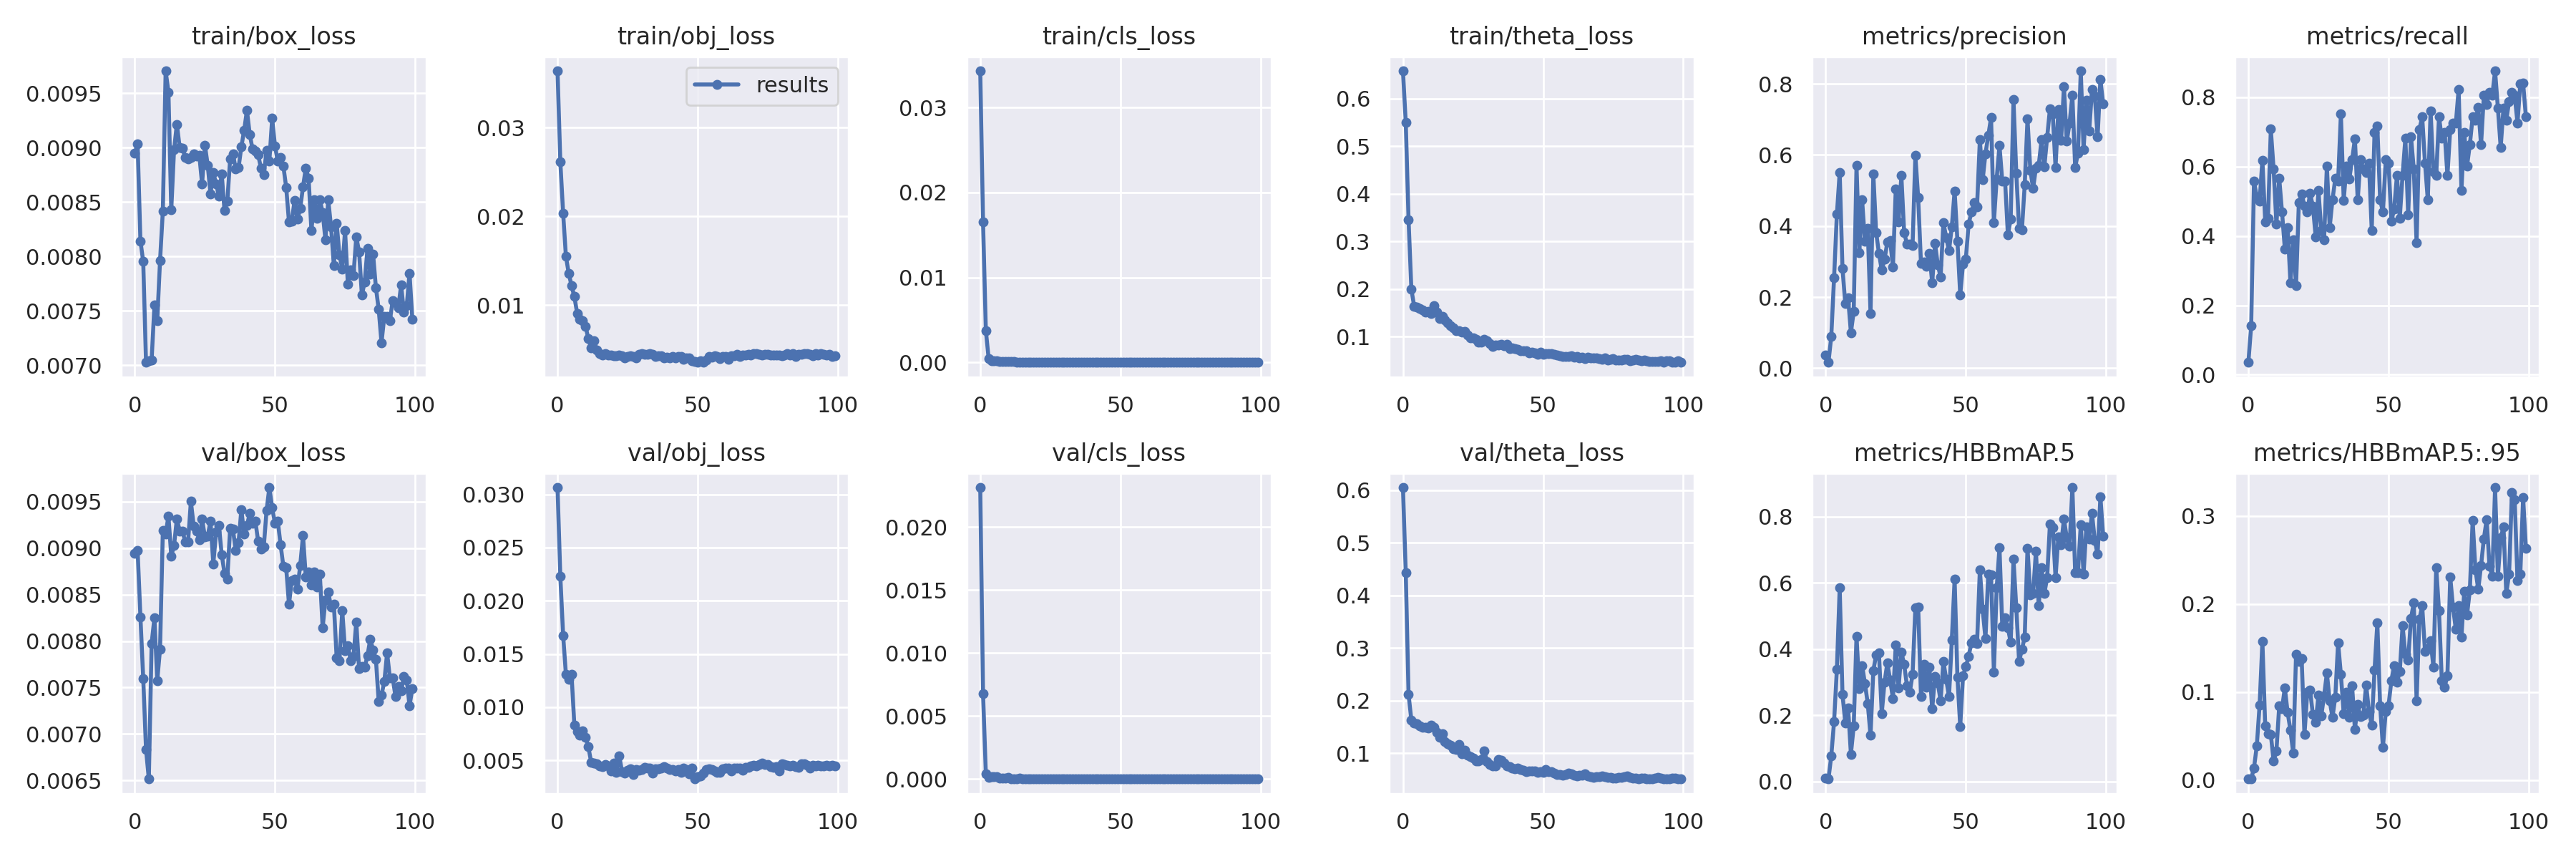 train/box_loss
0.0095
0.0090
0.0085
0.0080
0.0075
0.0070
0 50 100
train/obj_loss
results
0.03
0.02
0.01
0 50 100
train/cls_loss
0.03
0.02
0.01
0.00
0 50 100
train/theta_loss
0.6
0.5
0.4
0.3
0.2
0.1
0 50 100
metrics/precision
0.8
0.6
0.4
0.2
0.0
0 50 100
metrics/recall
0.8
0.6
0.4
0.2
0.0
0 50 100
val/box_loss
0.0095
0.0090
0.0085
0.0080
0.0075
0.0070
0.0065
0 50 100
val/obj_loss
0.030
0.025
0.020
0.015
0.010
0.005
0 50 100
val/cls_loss
0.020
0.015
0.010
0.005
0.000
0 50 100
val/theta_loss
0.6
0.5
0.4
0.3
0.2
0.1
0 50 100
metrics/HBBmAP.5
0.8
0.6
0.4
0.2
0.0
0 50 100
metrics/HBBmAP.5:.95
0.3
0.2
0.1
0.0
0 50 100